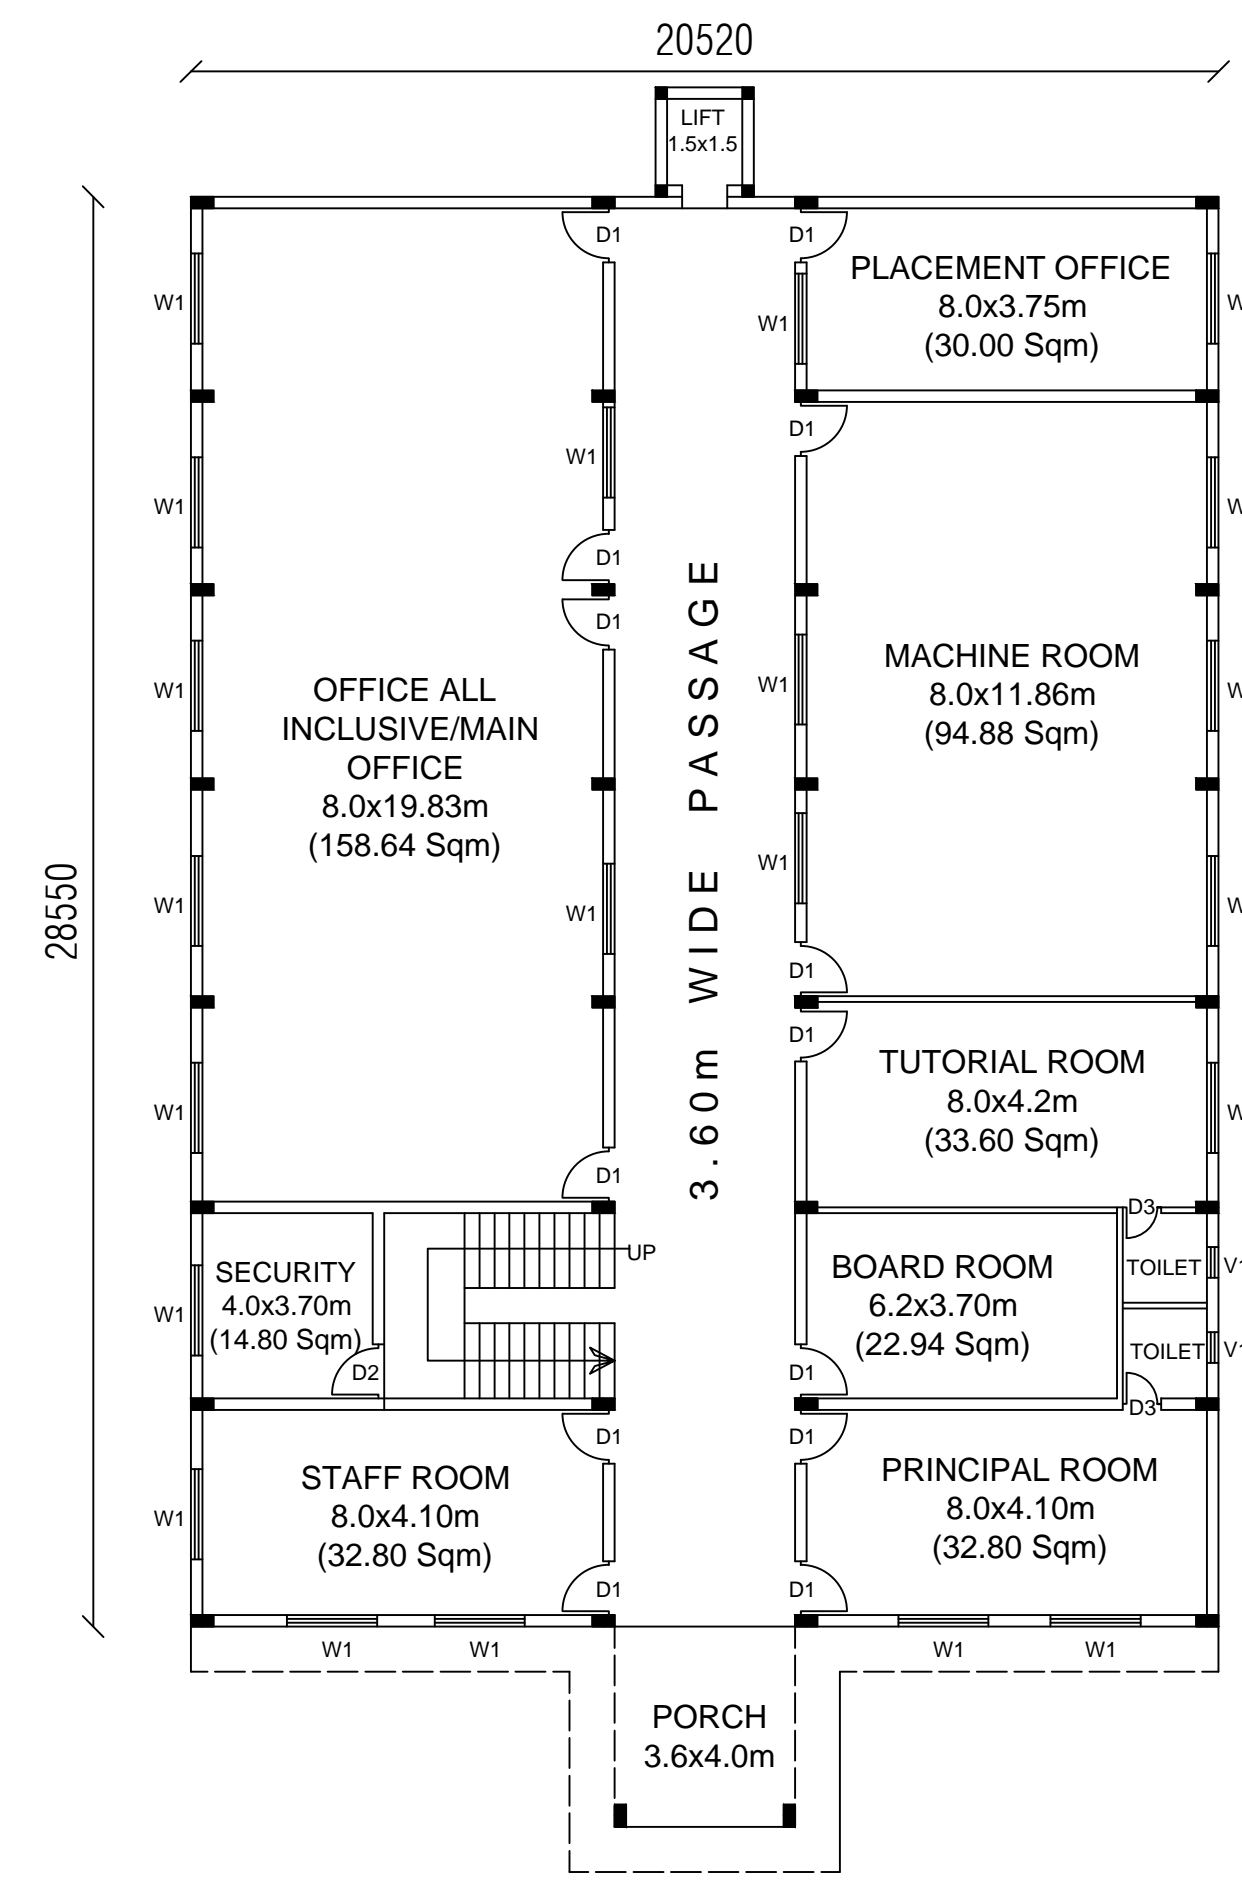 20520
LIFT
1.5x1.5
D1
D1
PLACEMENT OFFICE
8.0x3.75m
(30.00 Sqm)
W1
W1
W
D1
W1
W1
W
D1
D1
MACHINE ROOM
8.0x11.86m
(94.88 Sqm)
OFFICE ALL
INCLUSIVE/MAIN
OFFICE
8.0x19.83m
(158.64 Sqm)
W1
W1
W
3.60m WIDE PASSAGE
28550
W1
W1
W1
W
D1
D1
TUTORIAL ROOM
8.0x4.2m
(33.60 Sqm)
W1
W
D1
D3
UP
SECURITY
4.0x3.70m
(14.80 Sqm)
W1
D2
BOARD ROOM
6.2x3.70m
(22.94 Sqm)
TOILET
V1
TOILET
V1
D1
D3
D1
D1
STAFF ROOM
8.0x4.10m
(32.80 Sqm)
W1
PRINCIPAL ROOM
8.0x4.10m
(32.80 Sqm)
D1
D1
W1
W1
W1
W1
PORCH
3.6x4.0m